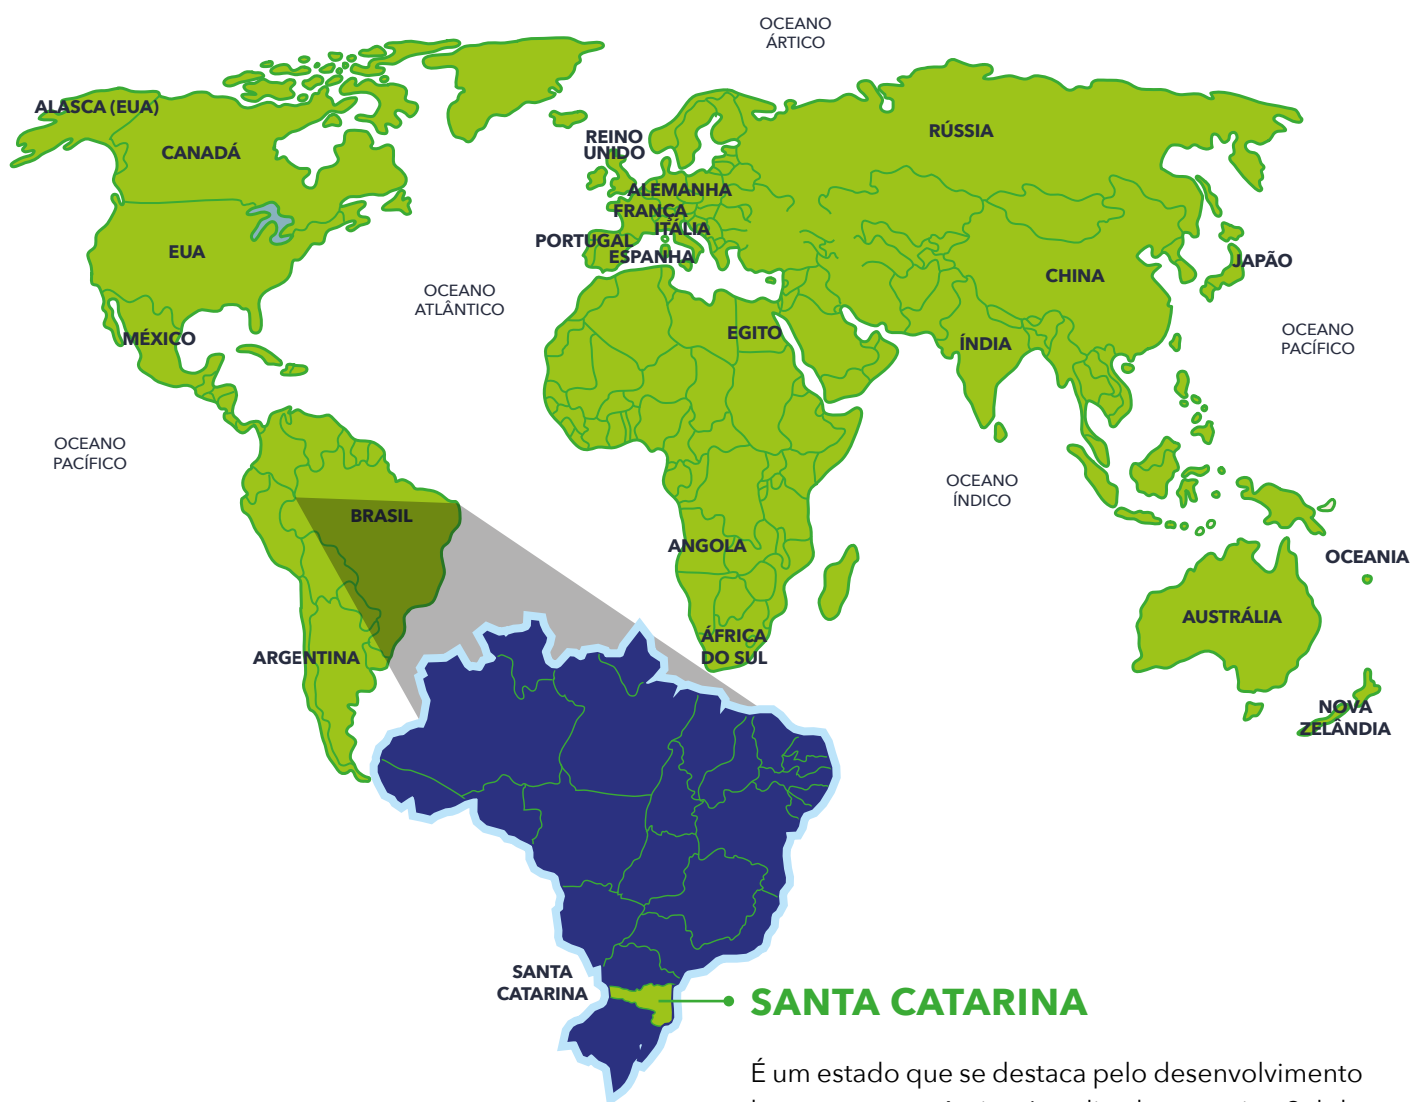 OCEANO
ÁRTICO
ALASCA (EUA)
CANADÁ
REINO
UNIDO
RÚSSIA
ALEMANHA
FRANÇA
ITÁLIA
PORTUGAL
ESPANHA
EUA
JAPÃO
CHINA
OCEANO
ATLÂNTICO
MÉXICO
EGITO
ÍNDIA
OCEANO
PACÍFICO
OCEANO
PACÍFICO
OCEANO
ÍNDICO
BRASIL
ANGOLA
OCEANIA
AUSTRÁLIA
ÁFRICA
DO SUL
ARGENTINA
NOVA
ZELÂNDIA
SANTA
CATARINA
SANTA CATARINA
É um estado que se destaca pelo desenvolvimento